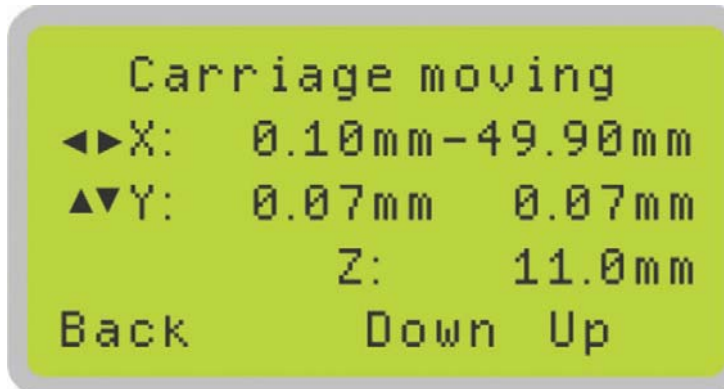 Carriage moving
◄►X: 0.10mm-49.90mm
▲▼Y: 0.07mm 0.07mm
Z: 11.0mm
Back Down Up